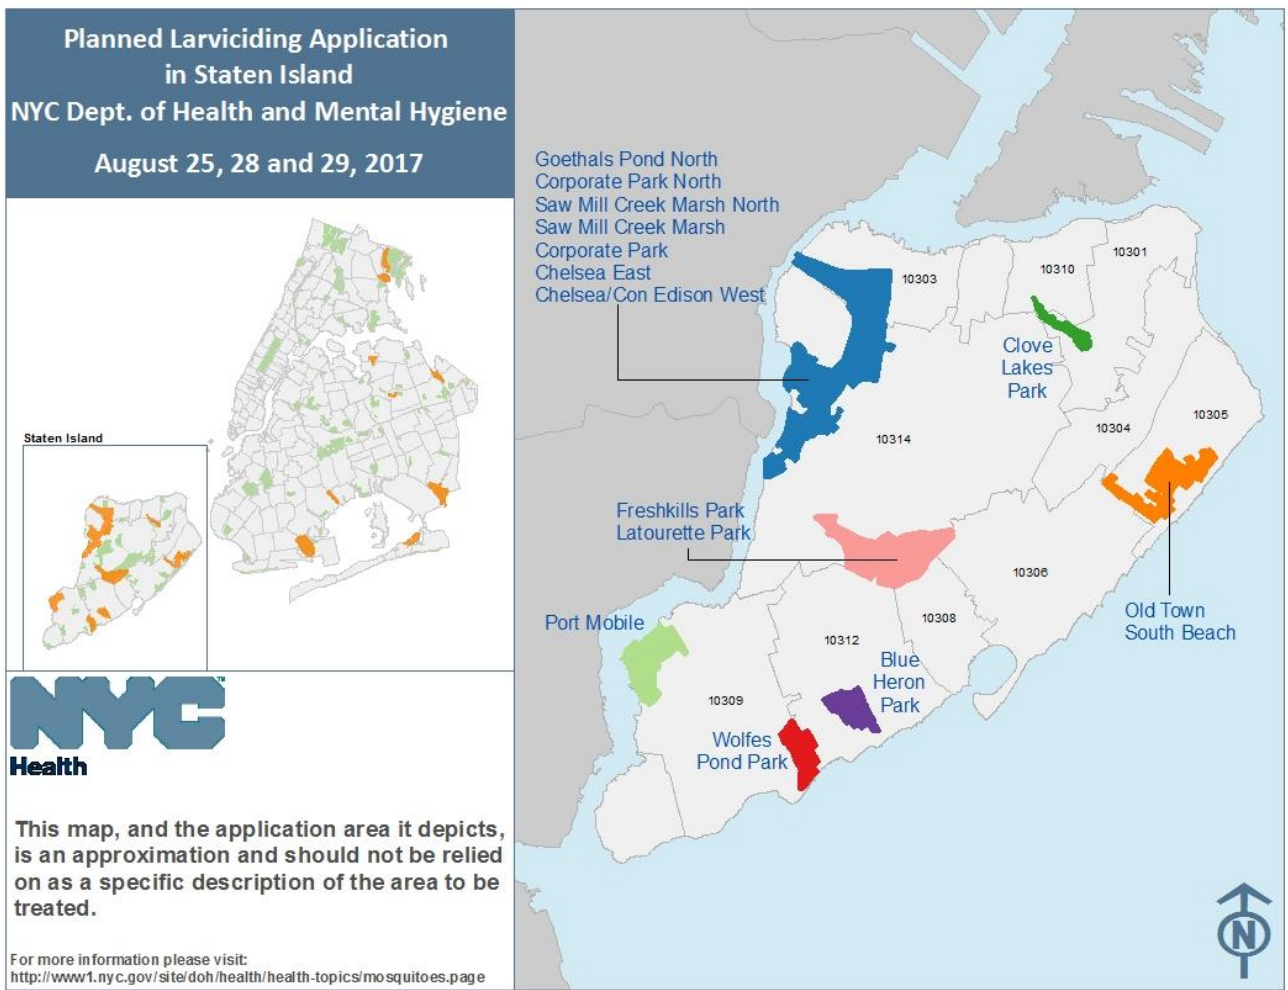 Planned Larviciding Application
in Staten Island
NYC Dept. of Health and Mental Hygiene
August 25, 28 and 29, 2017
Staten Island
NYC
TM
Health
This map, and the application area it depicts,
is an approximation and should not be relied
on as a specific description of the area to be
treated.
For more information please visit:
http://www1.nyc.gov/site/doh/health/health-topics/mosquitoes.page
Goethals Pond North
Corporate Park North
Saw Mill Creek Marsh North
Saw Mill Creek Marsh
Corporate Park
Chelsea East
Chelsea/Con Edison West
10303
10310
10301
Clove
Lakes
Park
10314
10304
10305
Freshkills Park
Latourette Park
10306
Old Town
South Beach
Port Mobile
10312
10308
Blue
Heron
Park
10309
Wolfes
Pond Park
N